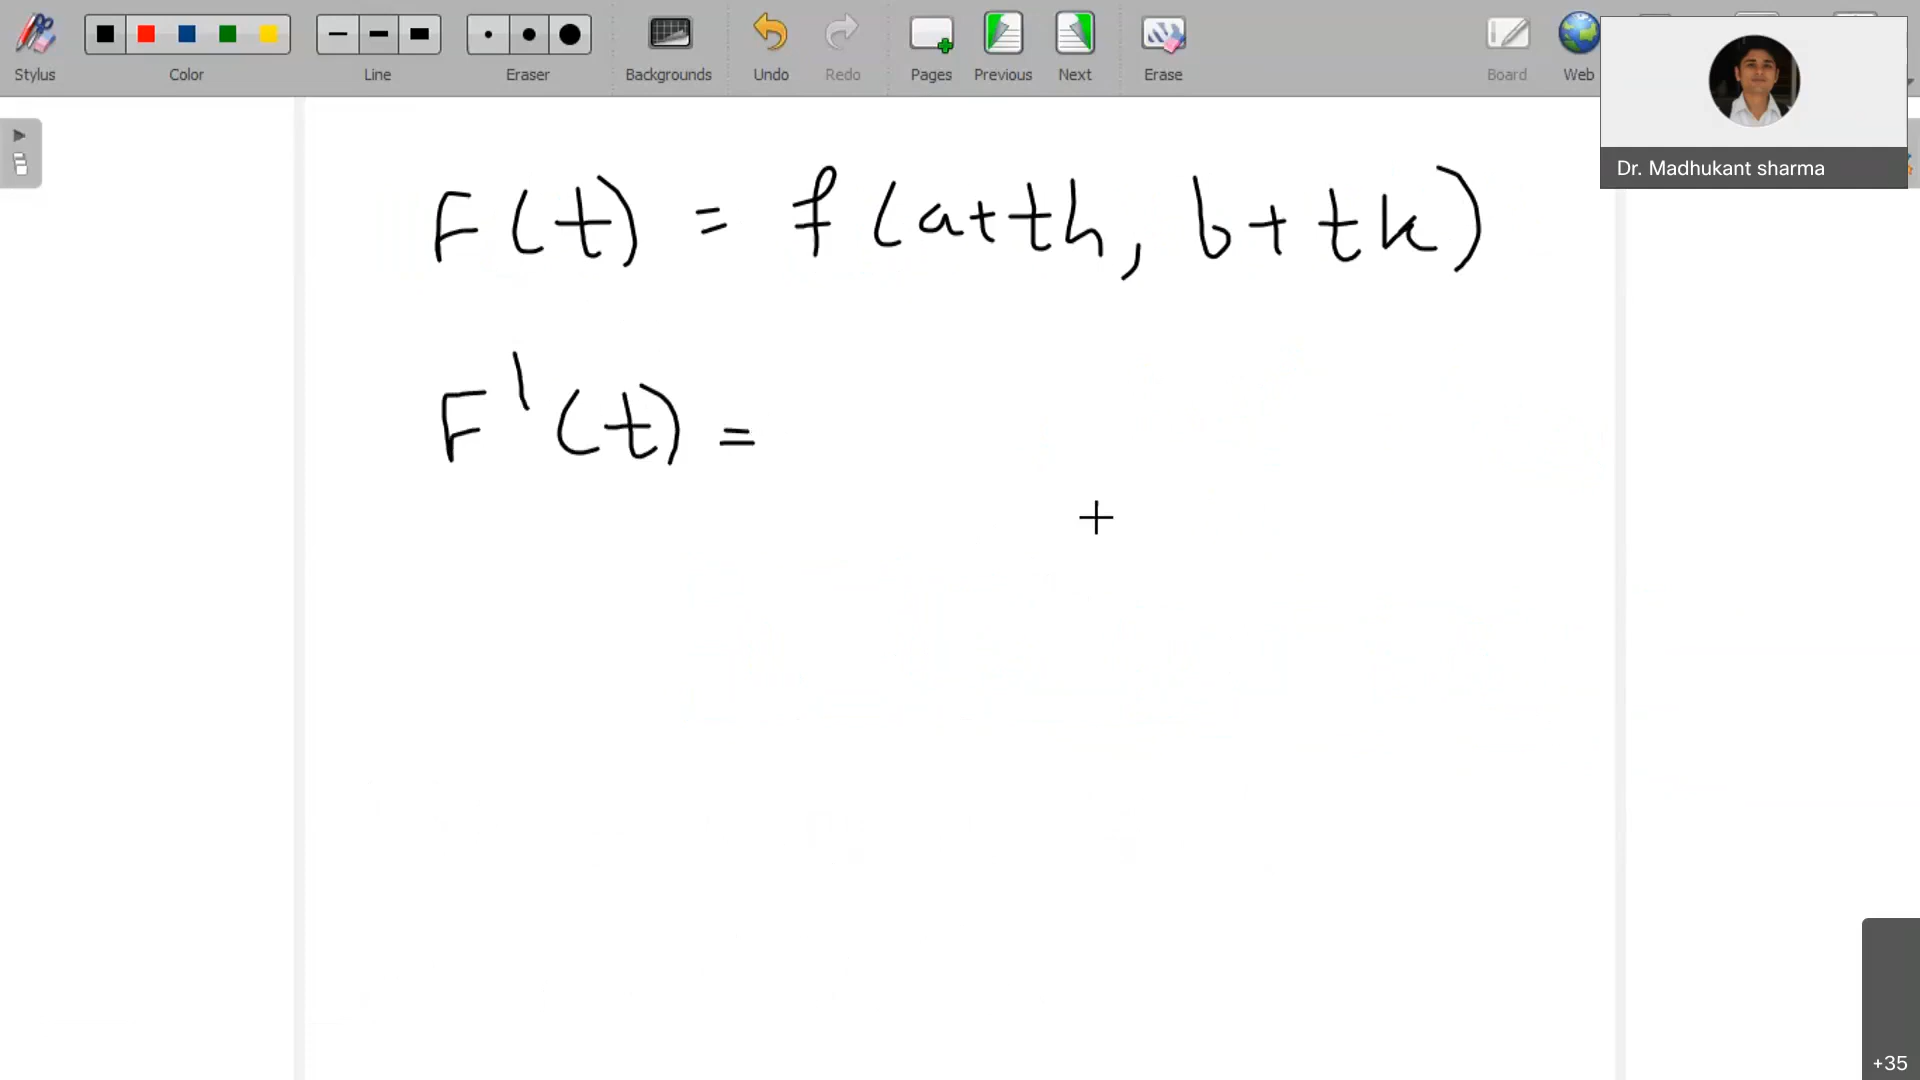 Stylus Color Line Eraser Backgrounds Undo Redo Pages Previous Next Erase Board Web
Dr. Madhukant sharma
F(t) = f(a+th, b+tk)
F'(t) =
+35